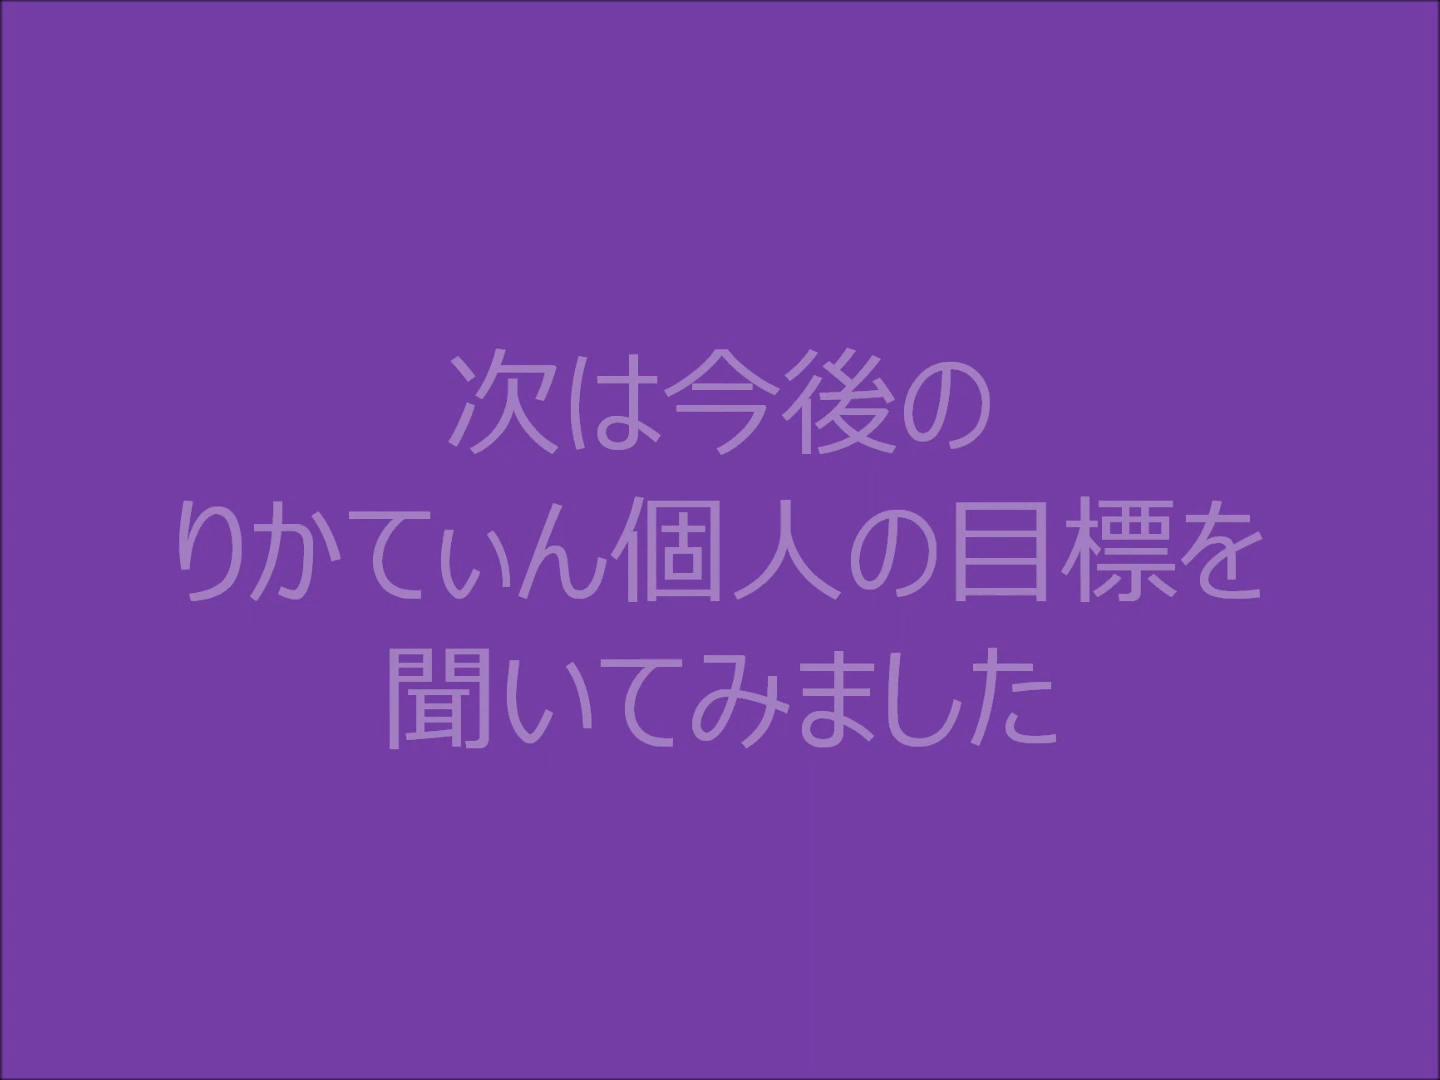 次は今後の
りかてぃん個人の目標を
聞いてみました